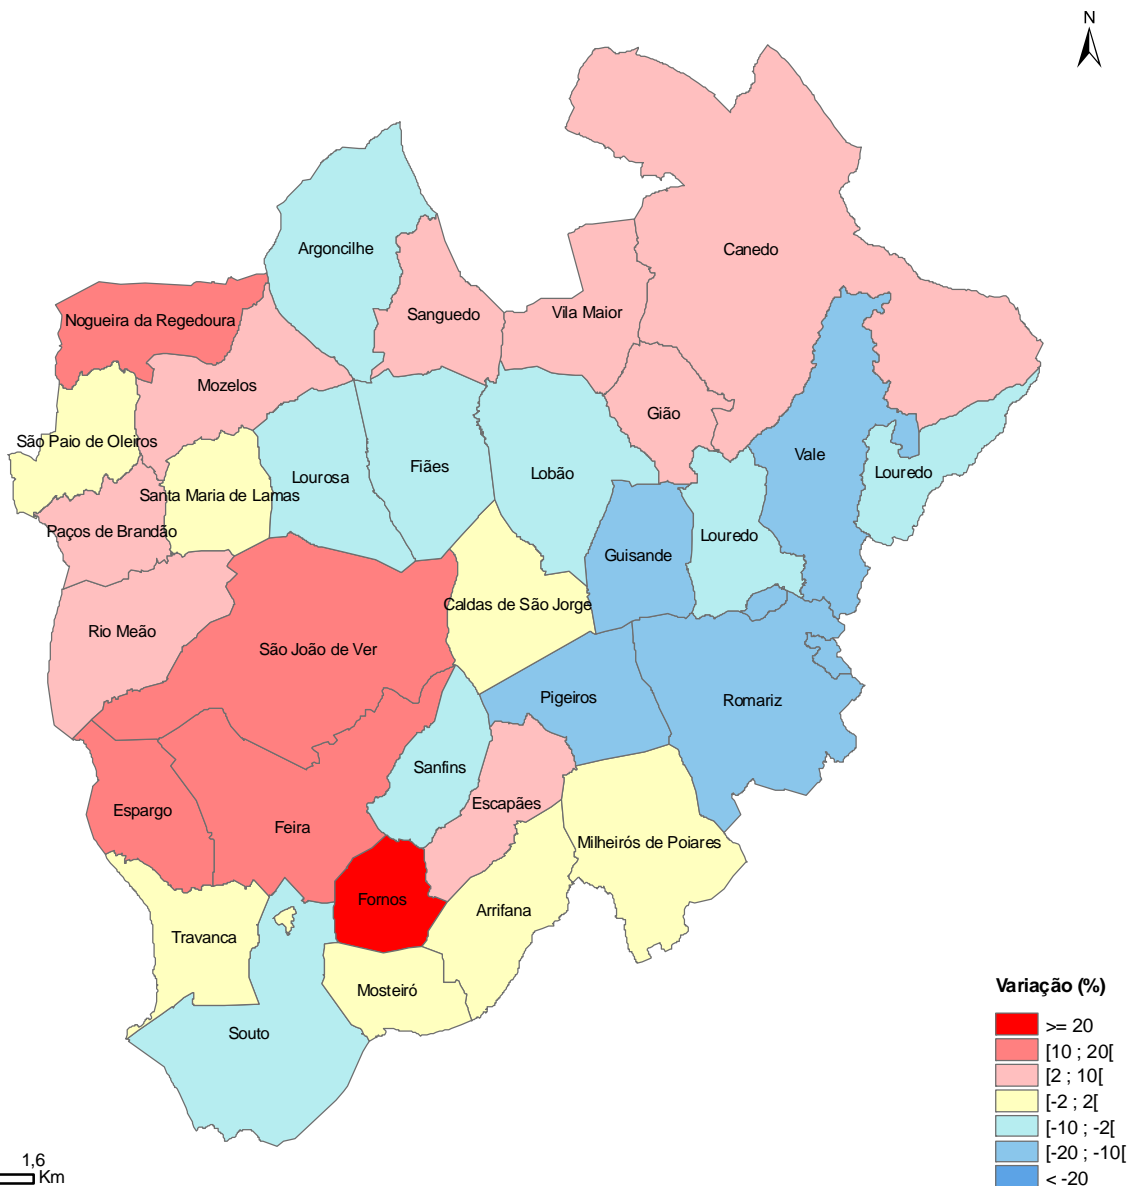 N
Canedo
Argoncilhe
Vila Maior
Sanguedo
Nogueira da Regedoura
Mozelos
Gião
São Paio de Oleiros
Vale
Fiães
Louredo
Lobão
Lourosa
Santa Maria de Lamas
Paços de Brandão
Louredo
Guisande
Caldas de São Jorge
Rio Meão
São João de Ver
Pigeiros
Romariz
Sanfins
Escapães
Espargo
Feira
Milheirós de Poiares
Fornos
Arrifana
Travanca
Mosteiró
Souto
Variação (%)
>= 20
[10 ; 20[
[2 ; 10[
[-2 ; 2[
[-10 ; -2[
[-20 ; -10[
< -20
1,6
Km